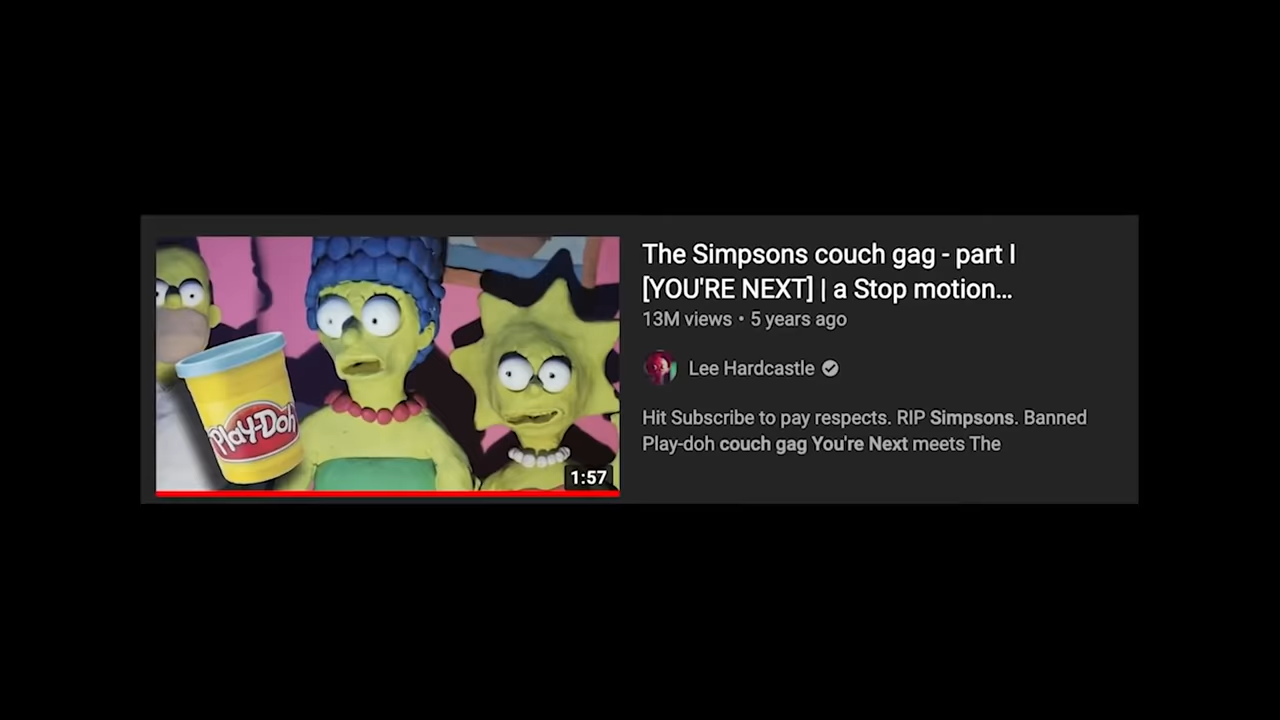 The Simpsons couch gag - part I
[YOU'RE NEXT] | a Stop motion...
13M views • 5 years ago
Lee Hardcastle
Hit Subscribe to pay respects. RIP Simpsons. Banned
Play-doh couch gag You're Next meets The
Play-Doh
1:57